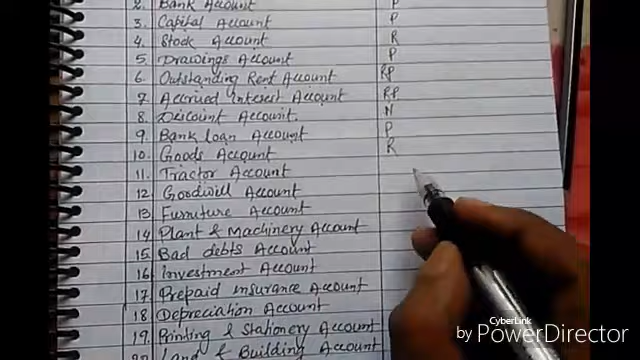 2. Bank Account P
3. Capital Account P
4. Stock Account R
5. Drawings Account P
6. Outstanding Rent Account RP
7. Accrued Interest Account RP
8. Discount Account. N
9. Bank loan Account P
10. Goods Account R
11. Tractor Account
12. Goodwill Account
13. Furniture Account
14. Plant & Machinery Account
15. Bad debts Account
16. Investment Account
17. Prepaid insurance Account
18. Depreciation Account
19. Printing & Stationery Account
20. Land & Building Account
CyberLink
by PowerDirector